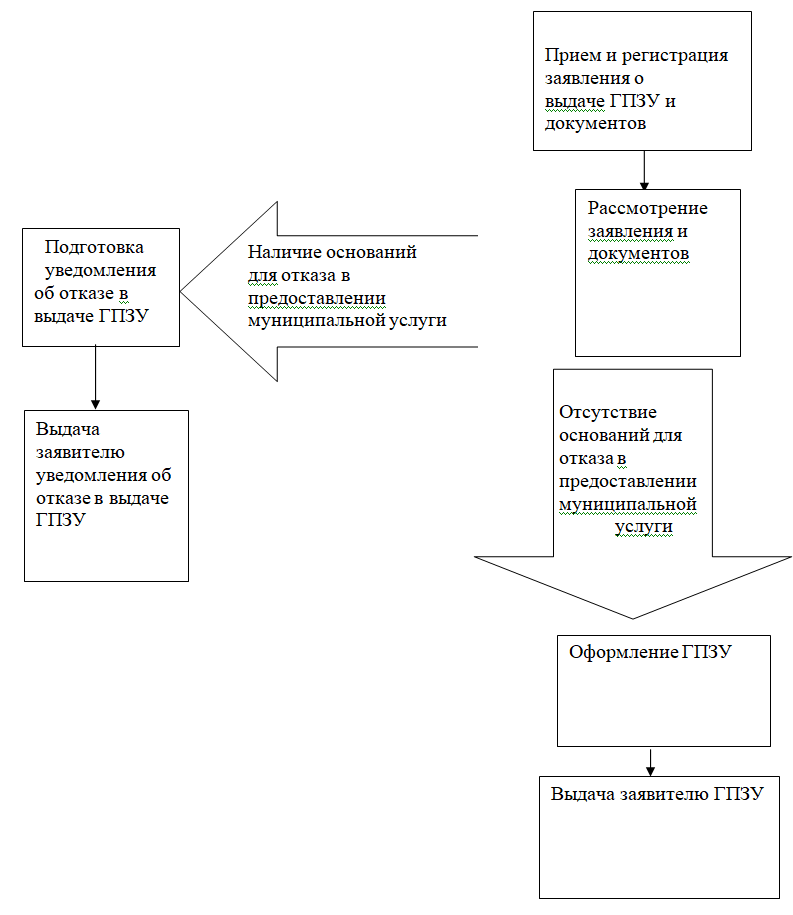 Прием и регистрация
заявления о
выдаче ГПЗУ и
документов
Рассмотрение
заявления и
документов
Наличие оснований
для отказа в
предоставлении
муниципальной услуги
Подготовка
уведомления
об отказе в
выдаче ГПЗУ
Выдача
заявителю
уведомления об
отказе в выдаче
ГПЗУ
Отсутствие
оснований для
отказа в
предоставлении
муниципальной
услуги
Оформление ГПЗУ
Выдача заявителю ГПЗУ